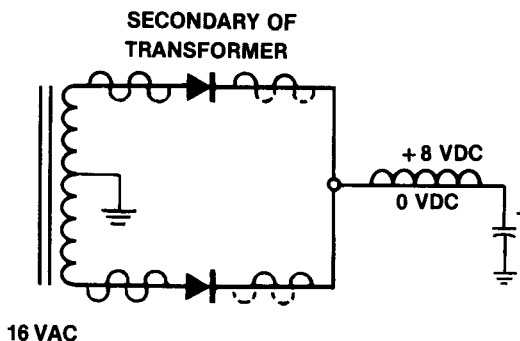 SECONDARY OF
TRANSFORMER
+8 VDC
0 VDC
16 VAC